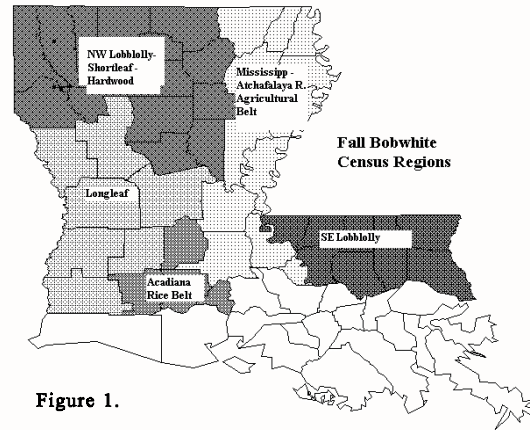 NW Lobblolly-
Shortleaf -
Hardwood
Mississipp -
Atchafalaya R.
Agricultural
Belt
Fall Bobwhite
Census Regions
Longleaf
SE Lobblolly
Acadiana
Rice Belt
Figure 1.